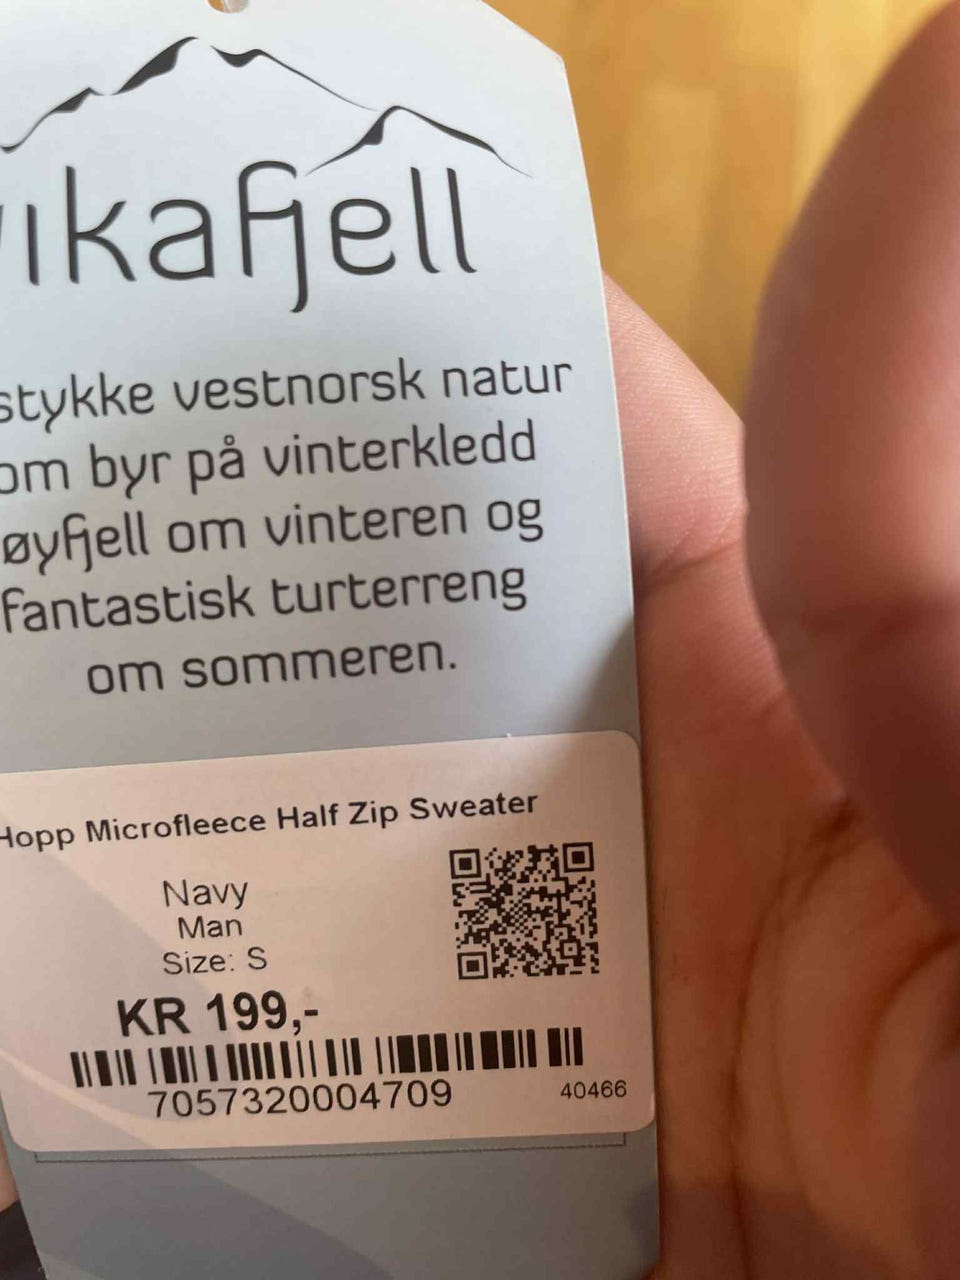 ikafjell
stykke vestnorsk natur
om byr på vinterkledd
øyfjell om vinteren og
fantastisk turterreng
om sommeren.
Hopp Microfleece Half Zip Sweater
Navy
Man
Size: S
KR 199,-
7057320004709
40466